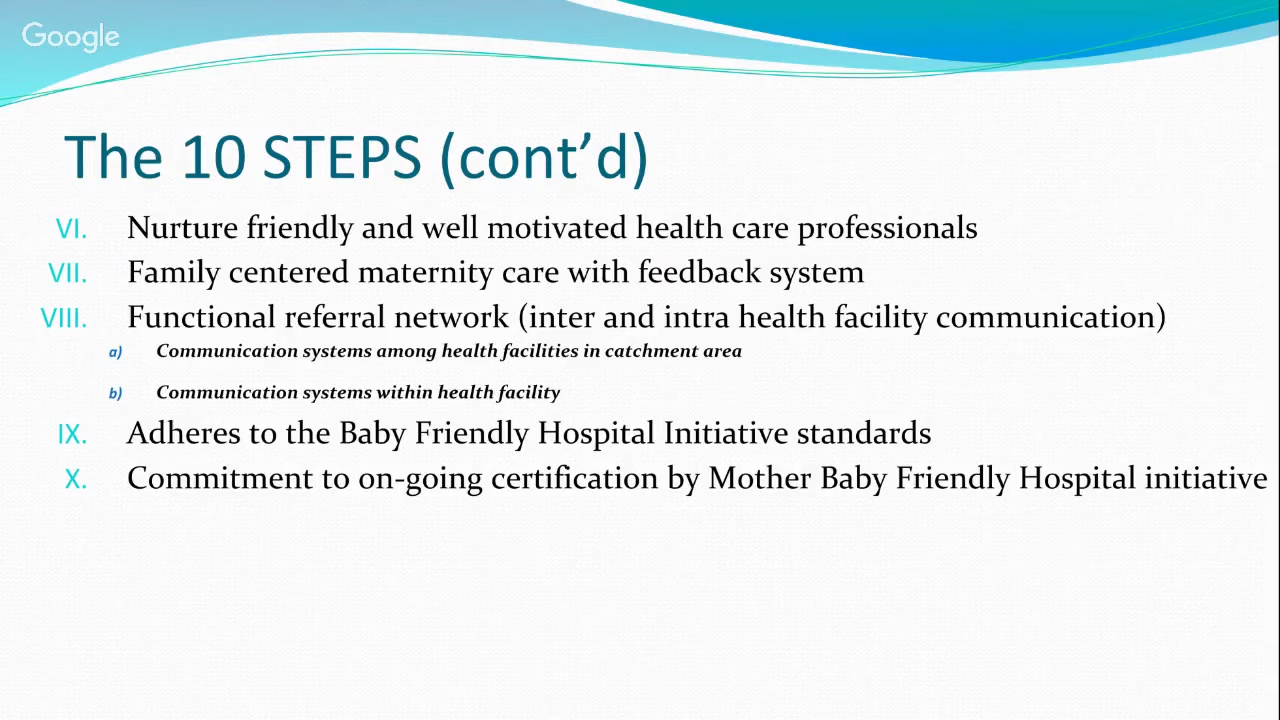 Google
The 10 STEPS (cont’d)
VI. Nurture friendly and well motivated health care professionals
VII. Family centered maternity care with feedback system
VIII. Functional referral network (inter and intra health facility communication)
a) Communication systems among health facilities in catchment area
b) Communication systems within health facility
IX. Adheres to the Baby Friendly Hospital Initiative standards
X. Commitment to on-going certification by Mother Baby Friendly Hospital initiative